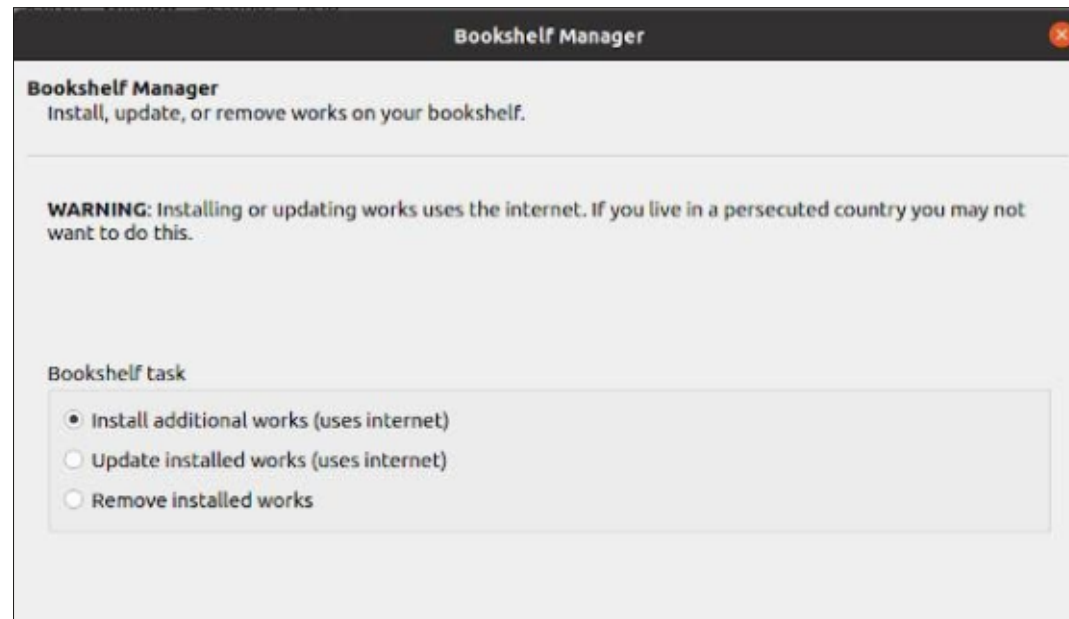 Bookshelf Manager
Bookshelf Manager
Install, update, or remove works on your bookshelf.
WARNING: Installing or updating works uses the internet. If you live in a persecuted country you may not
want to do this.
Bookshelf task
Install additional works (uses internet)
Update installed works (uses internet)
Remove installed works